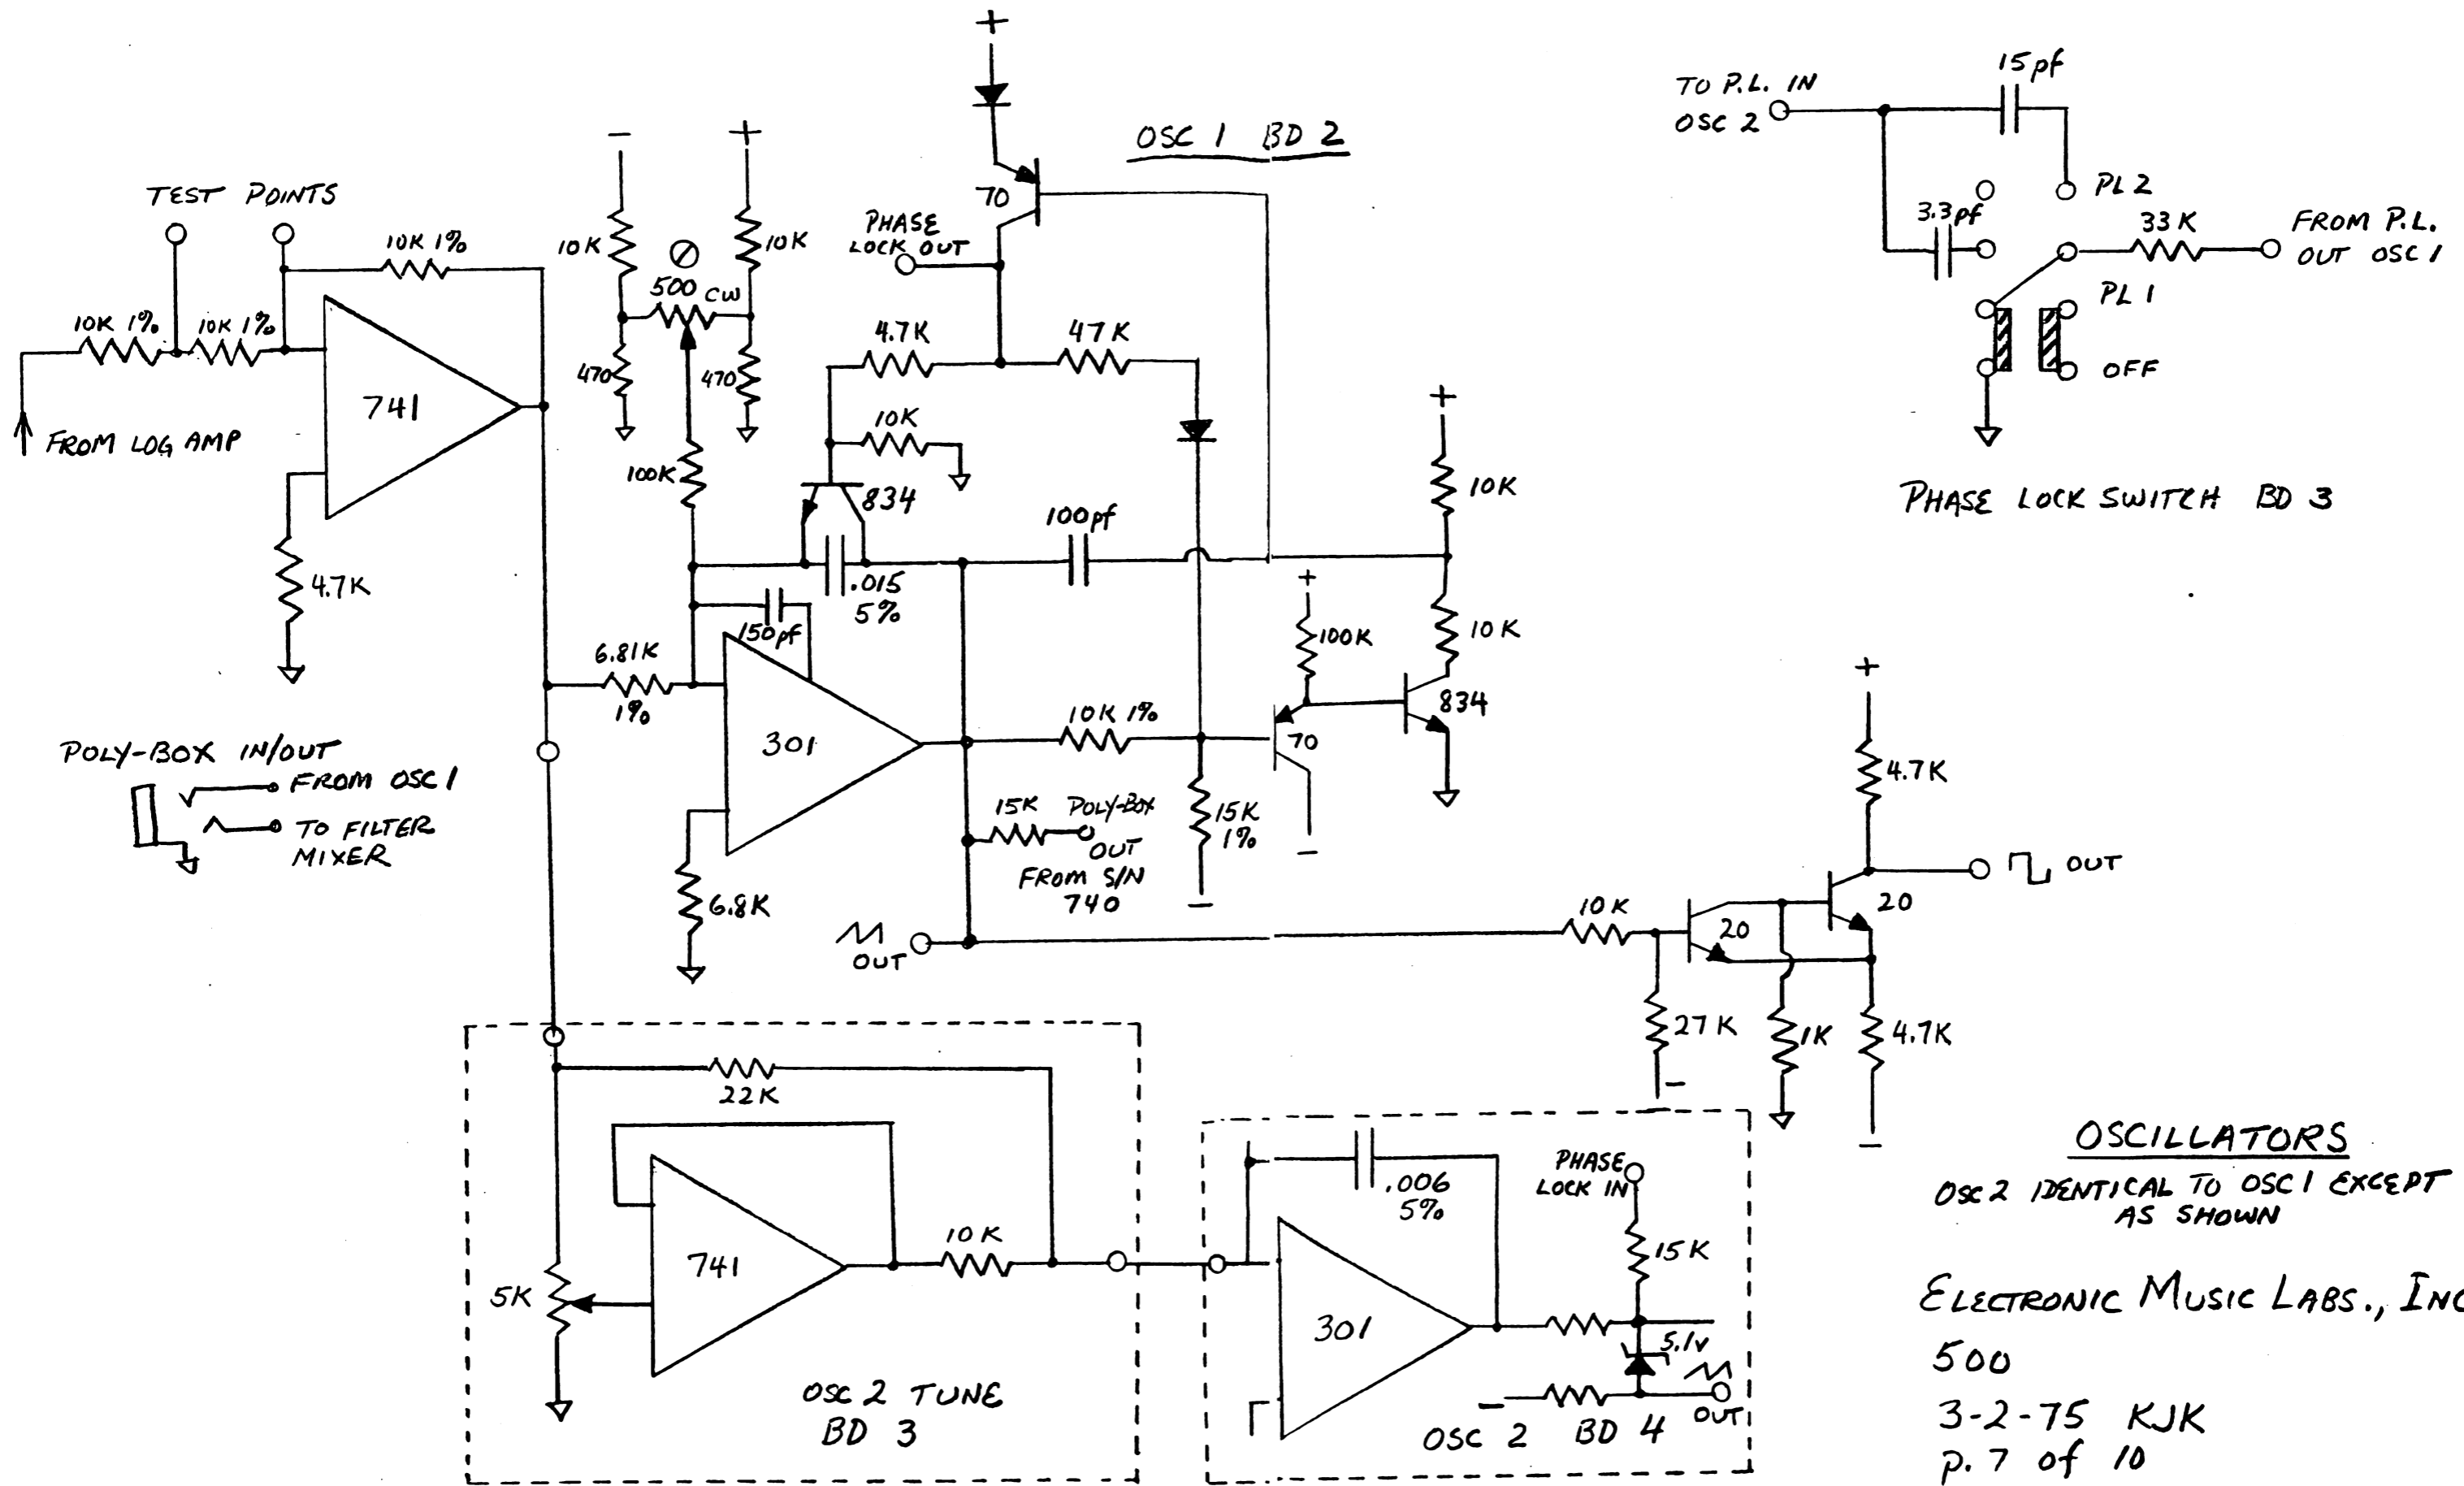 +
OSC 1 BD 2
70
PHASE
LOCK OUT
TEST POINTS
10K 1%
10K 1%
10K 1%
741
FROM LOG AMP
4.7K
−
+
10K
10K
500 CW
470
470
100K
4.7K
47K
10K
834
100pf
.015
5%
150pf
6.81K
1%
301
6.8K
10K 1%
15K
POLY-BOX
OUT
FROM S/N
740
15K
1%
−
+
100K
70
−
+
10K
10K
834
OUT
POLY-BOX IN/OUT
FROM OSC 1
TO FILTER
MIXER
TO P.L. IN
OSC 2
15pf
3.3pf
PL 2
33K
FROM P.L.
OUT OSC 1
PL 1
OFF
PHASE LOCK SWITCH BD 3
+
4.7K
OUT
10K
20
20
27K
1K
4.7K
−
−
22K
741
10K
5K
OSC 2 TUNE
BD 3
.006
5%
PHASE
LOCK IN
15K
301
5.1v
−
OUT
OSC 2 BD 4
OSCILLATORS
OSC 2 IDENTICAL TO OSC 1 EXCEPT
AS SHOWN
ELECTRONIC MUSIC LABS., INC
500
3-2-75 KJK
p. 7 of 10